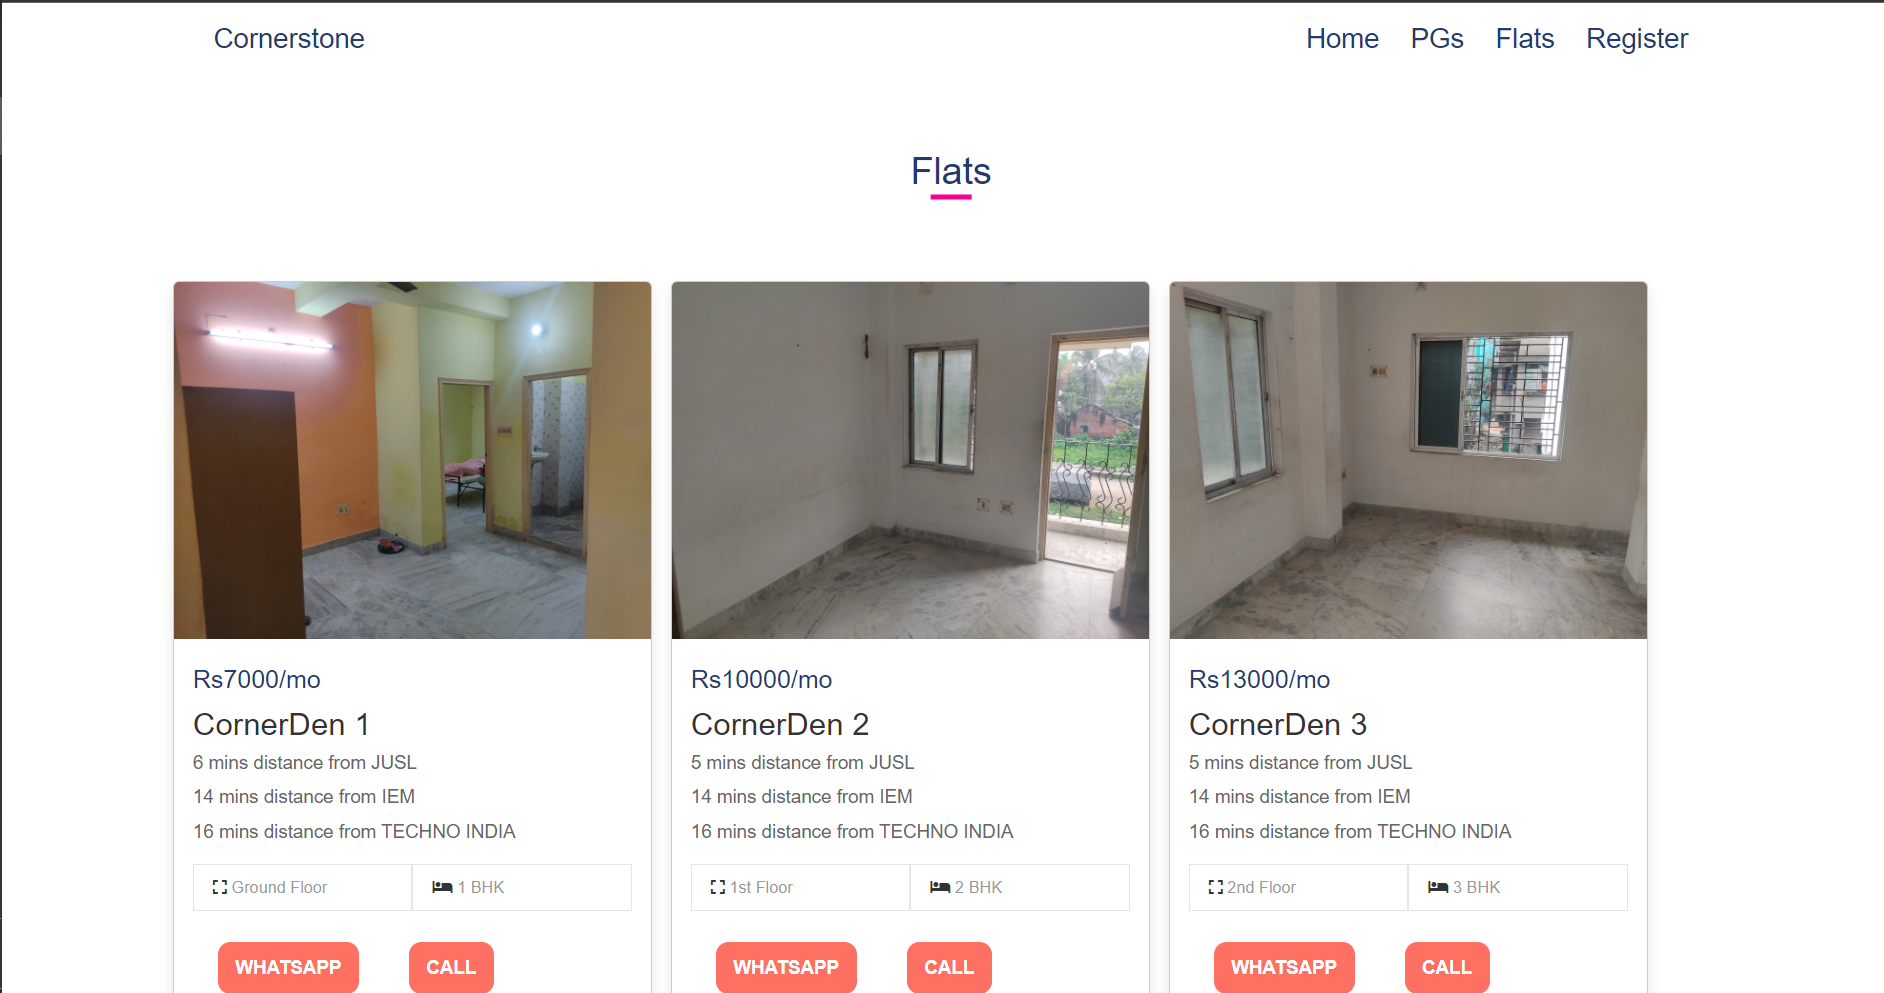 Cornerstone
Home PGs Flats Register
Flats
Rs7000/mo
CornerDen 1
6 mins distance from JUSL
14 mins distance from IEM
16 mins distance from TECHNO INDIA
Ground Floor 1 BHK
WHATSAPP CALL
Rs10000/mo
CornerDen 2
5 mins distance from JUSL
14 mins distance from IEM
16 mins distance from TECHNO INDIA
1st Floor 2 BHK
WHATSAPP CALL
Rs13000/mo
CornerDen 3
5 mins distance from JUSL
14 mins distance from IEM
16 mins distance from TECHNO INDIA
2nd Floor 3 BHK
WHATSAPP CALL